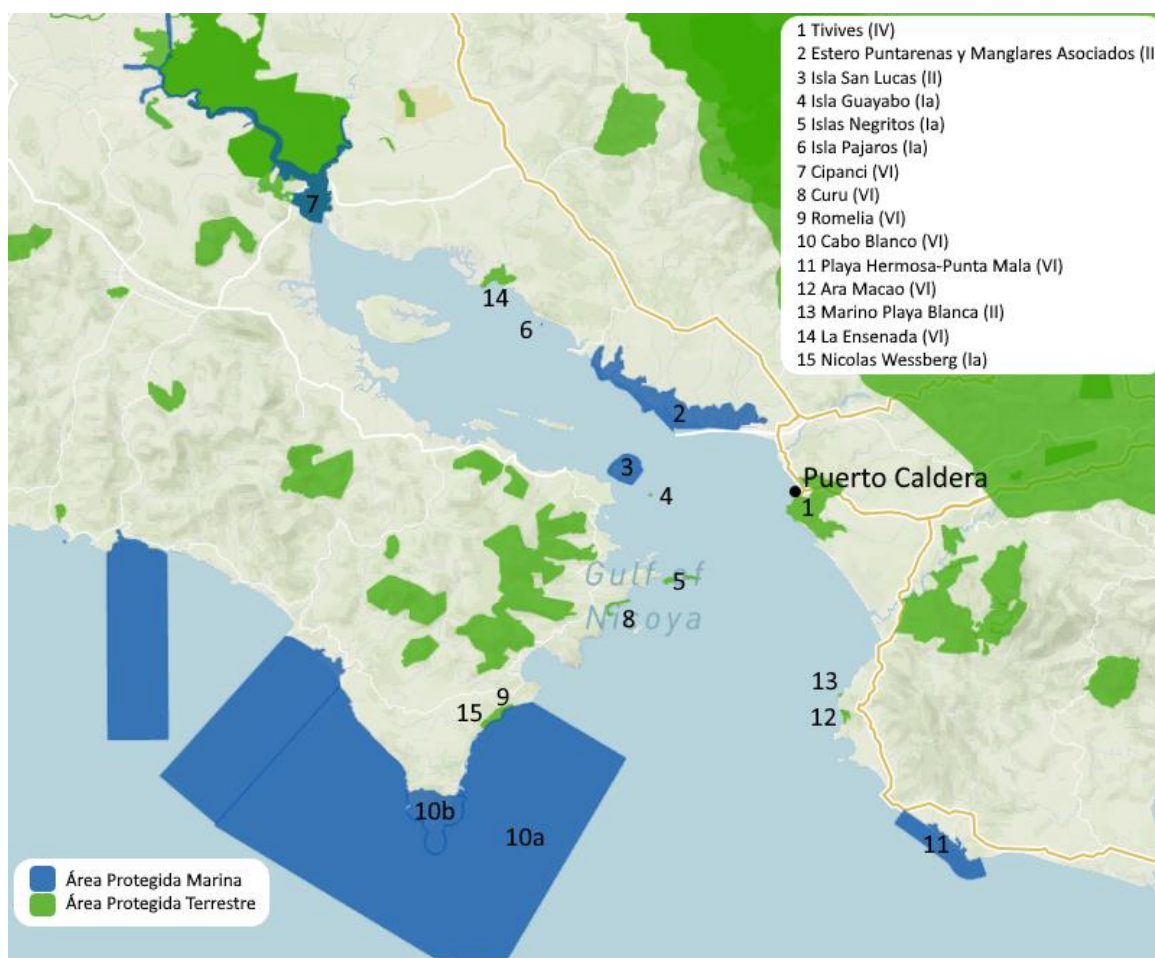 1 Tivives (IV)
2 Estero Puntarenas y Manglares Asociados (II
3 Isla San Lucas (II)
4 Isla Guayabo (Ia)
5 Islas Negritos (Ia)
6 Isla Pajaros (Ia)
7 Cipanci (VI)
8 Curu (VI)
9 Romelia (VI)
10 Cabo Blanco (VI)
11 Playa Hermosa-Punta Mala (VI)
12 Ara Macao (VI)
13 Marino Playa Blanca (II)
14 La Ensenada (VI)
15 Nicolas Wessberg (Ia)
7
14
6
2
3
4
Puerto Caldera
1
Gulf of
Nicoya
5
8
13
12
9
15
10b
10a
11
Área Protegida Marina
Área Protegida Terrestre